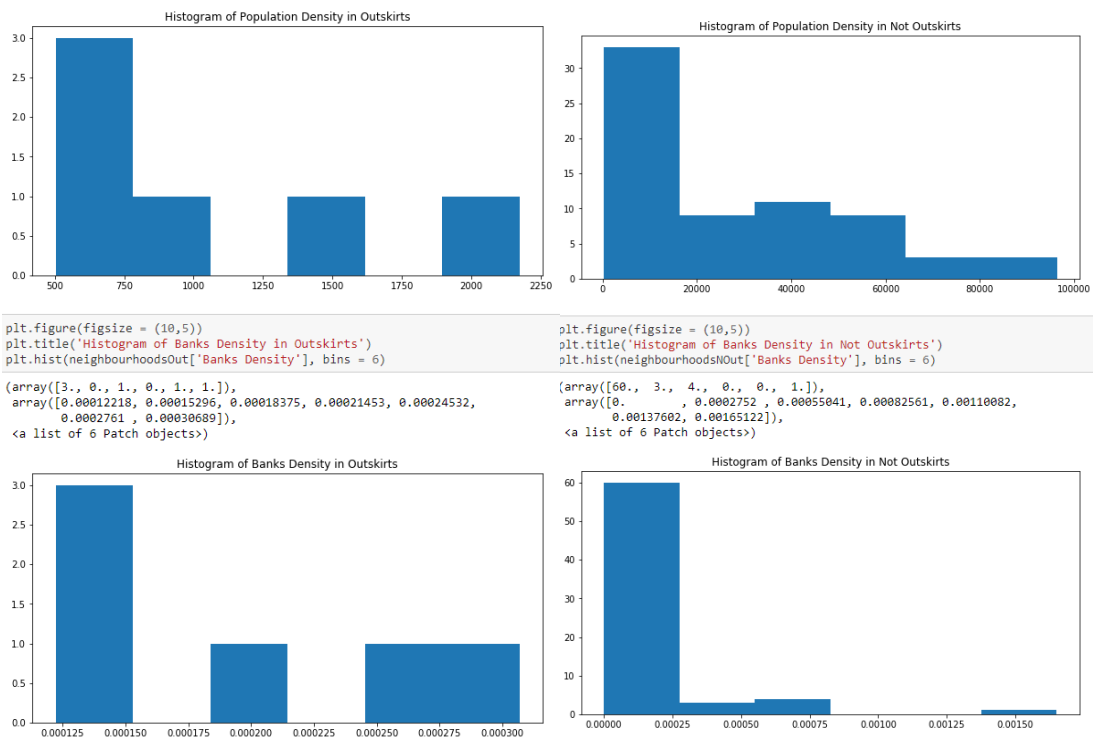 Histogram of Population Density in Outskirts
3.0
2.5
2.0
1.5
1.0
0.5
0.0
500 750 1000 1250 1500 1750 2000 2250
Histogram of Population Density in Not Outskirts
30
25
20
15
10
5
0
0 20000 40000 60000 80000 100000
plt.figure(figsize = (10,5))
plt.title('Histogram of Banks Density in Outskirts')
plt.hist(neighbourhoodsOut['Banks Density'], bins = 6)
(array([3., 0., 1., 0., 1., 1.]),
array([0.00012218, 0.00015296, 0.00018375, 0.00021453, 0.00024532,
0.0002761 , 0.00030689]),
<a list of 6 Patch objects>)
plt.figure(figsize = (10,5))
plt.title('Histogram of Banks Density in Not Outskirts')
plt.hist(neighbourhoodsNOut['Banks Density'], bins = 6)
(array([60., 3., 4., 0., 0., 1.]),
array([0. , 0.0002752 , 0.00055041, 0.00082561, 0.00110082,
0.00137602, 0.00165122]),
<a list of 6 Patch objects>)
Histogram of Banks Density in Outskirts
3.0
2.5
2.0
1.5
1.0
0.5
0.0
0.000125 0.000150 0.000175 0.000200 0.000225 0.000250 0.000275 0.000300
Histogram of Banks Density in Not Outskirts
60
50
40
30
20
10
0
0.00000 0.00025 0.00050 0.00075 0.00100 0.00125 0.00150